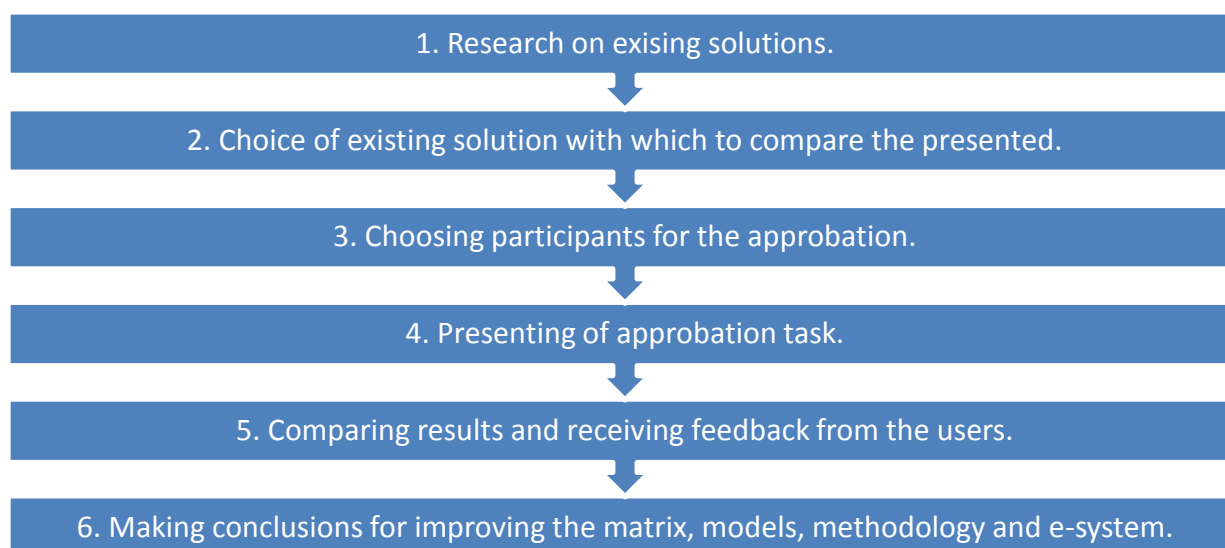 1. Research on exising solutions.
2. Choice of existing solution with which to compare the presented.
3. Choosing participants for the approbation.
4. Presenting of approbation task.
5. Comparing results and receiving feedback from the users.
6. Making conclusions for improving the matrix, models, methodology and e-system.